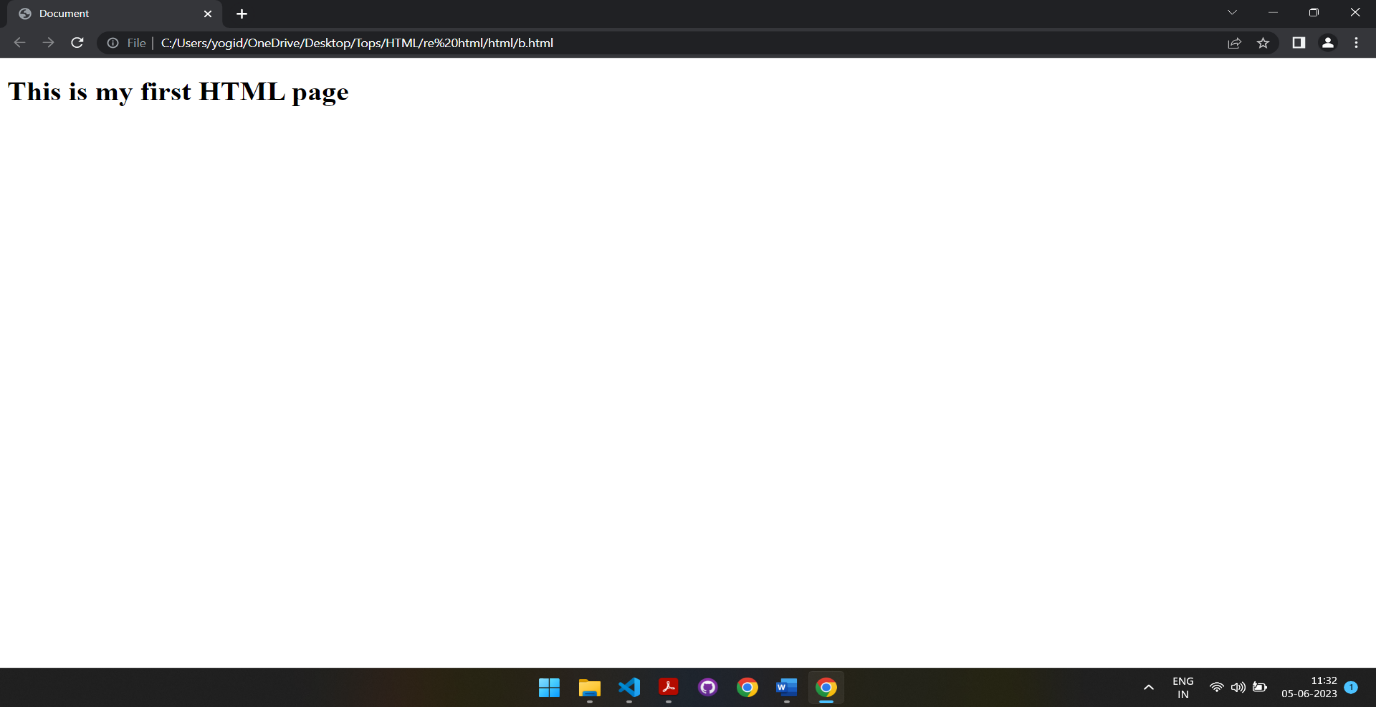 Document
File C:/Users/yogid/OneDrive/Desktop/Tops/HTML/re%20html/html/b.html
This is my first HTML page
ENG
IN
11:32
05-06-2023
1